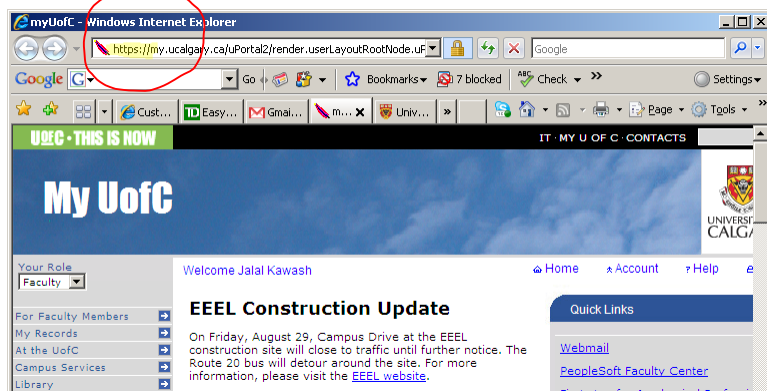 myUofC - Windows Internet Explorer
https://my.ucalgary.ca/uPortal2/render.userLayoutRootNode.uP
Google
Google G Go Bookmarks 7 blocked ABC Check » Settings
Cust... TD Easy... Gmai... m... Univ... » Page Tools »
UOFC · THIS IS NOW
IT · MY U OF C · CONTACTS
My UofC
UNIVERSI
CALGA
Your Role
Faculty
Welcome Jalal Kawash
Home Account ? Help
EEEL Construction Update
Quick Links
For Faculty Members
My Records
At the UofC
Campus Services
Library
On Friday, August 29, Campus Drive at the EEEL
construction site will close to traffic until further notice. The
Route 20 bus will detour around the site. For more
information, please visit the EEEL website.
Webmail
PeopleSoft Faculty Center